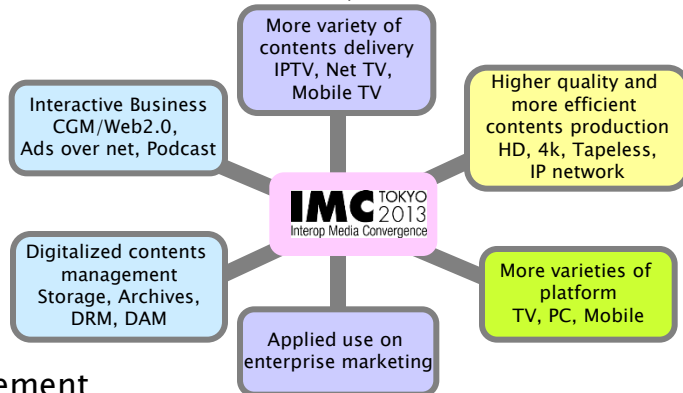 More variety of
contents delivery
IPTV, Net TV,
Mobile TV
Interactive Business
CGM/Web2.0,
Ads over net, Podcast
Higher quality and
more efficient
contents production
HD, 4k, Tapeless,
IP network
IMC TOKYO
2013
Interop Media Convergence
Digitalized contents
management
Storage, Archives,
DRM, DAM
More varieties of
platform
TV, PC, Mobile
Applied use on
enterprise marketing
ement